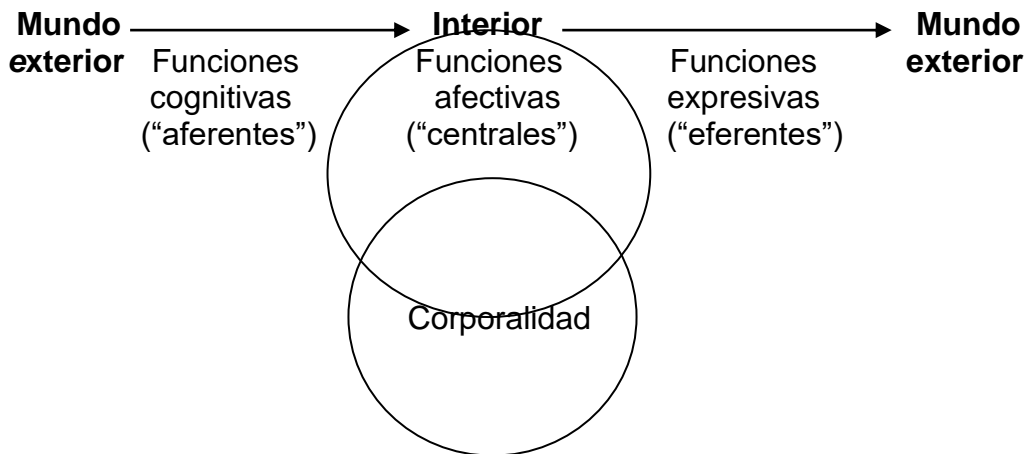 Mundo Interior Mundo
exterior Funciones Funciones Funciones exterior
cognitivas afectivas expresivas
(“aferentes”) (“centrales”) (“eferentes”)
Corporalidad